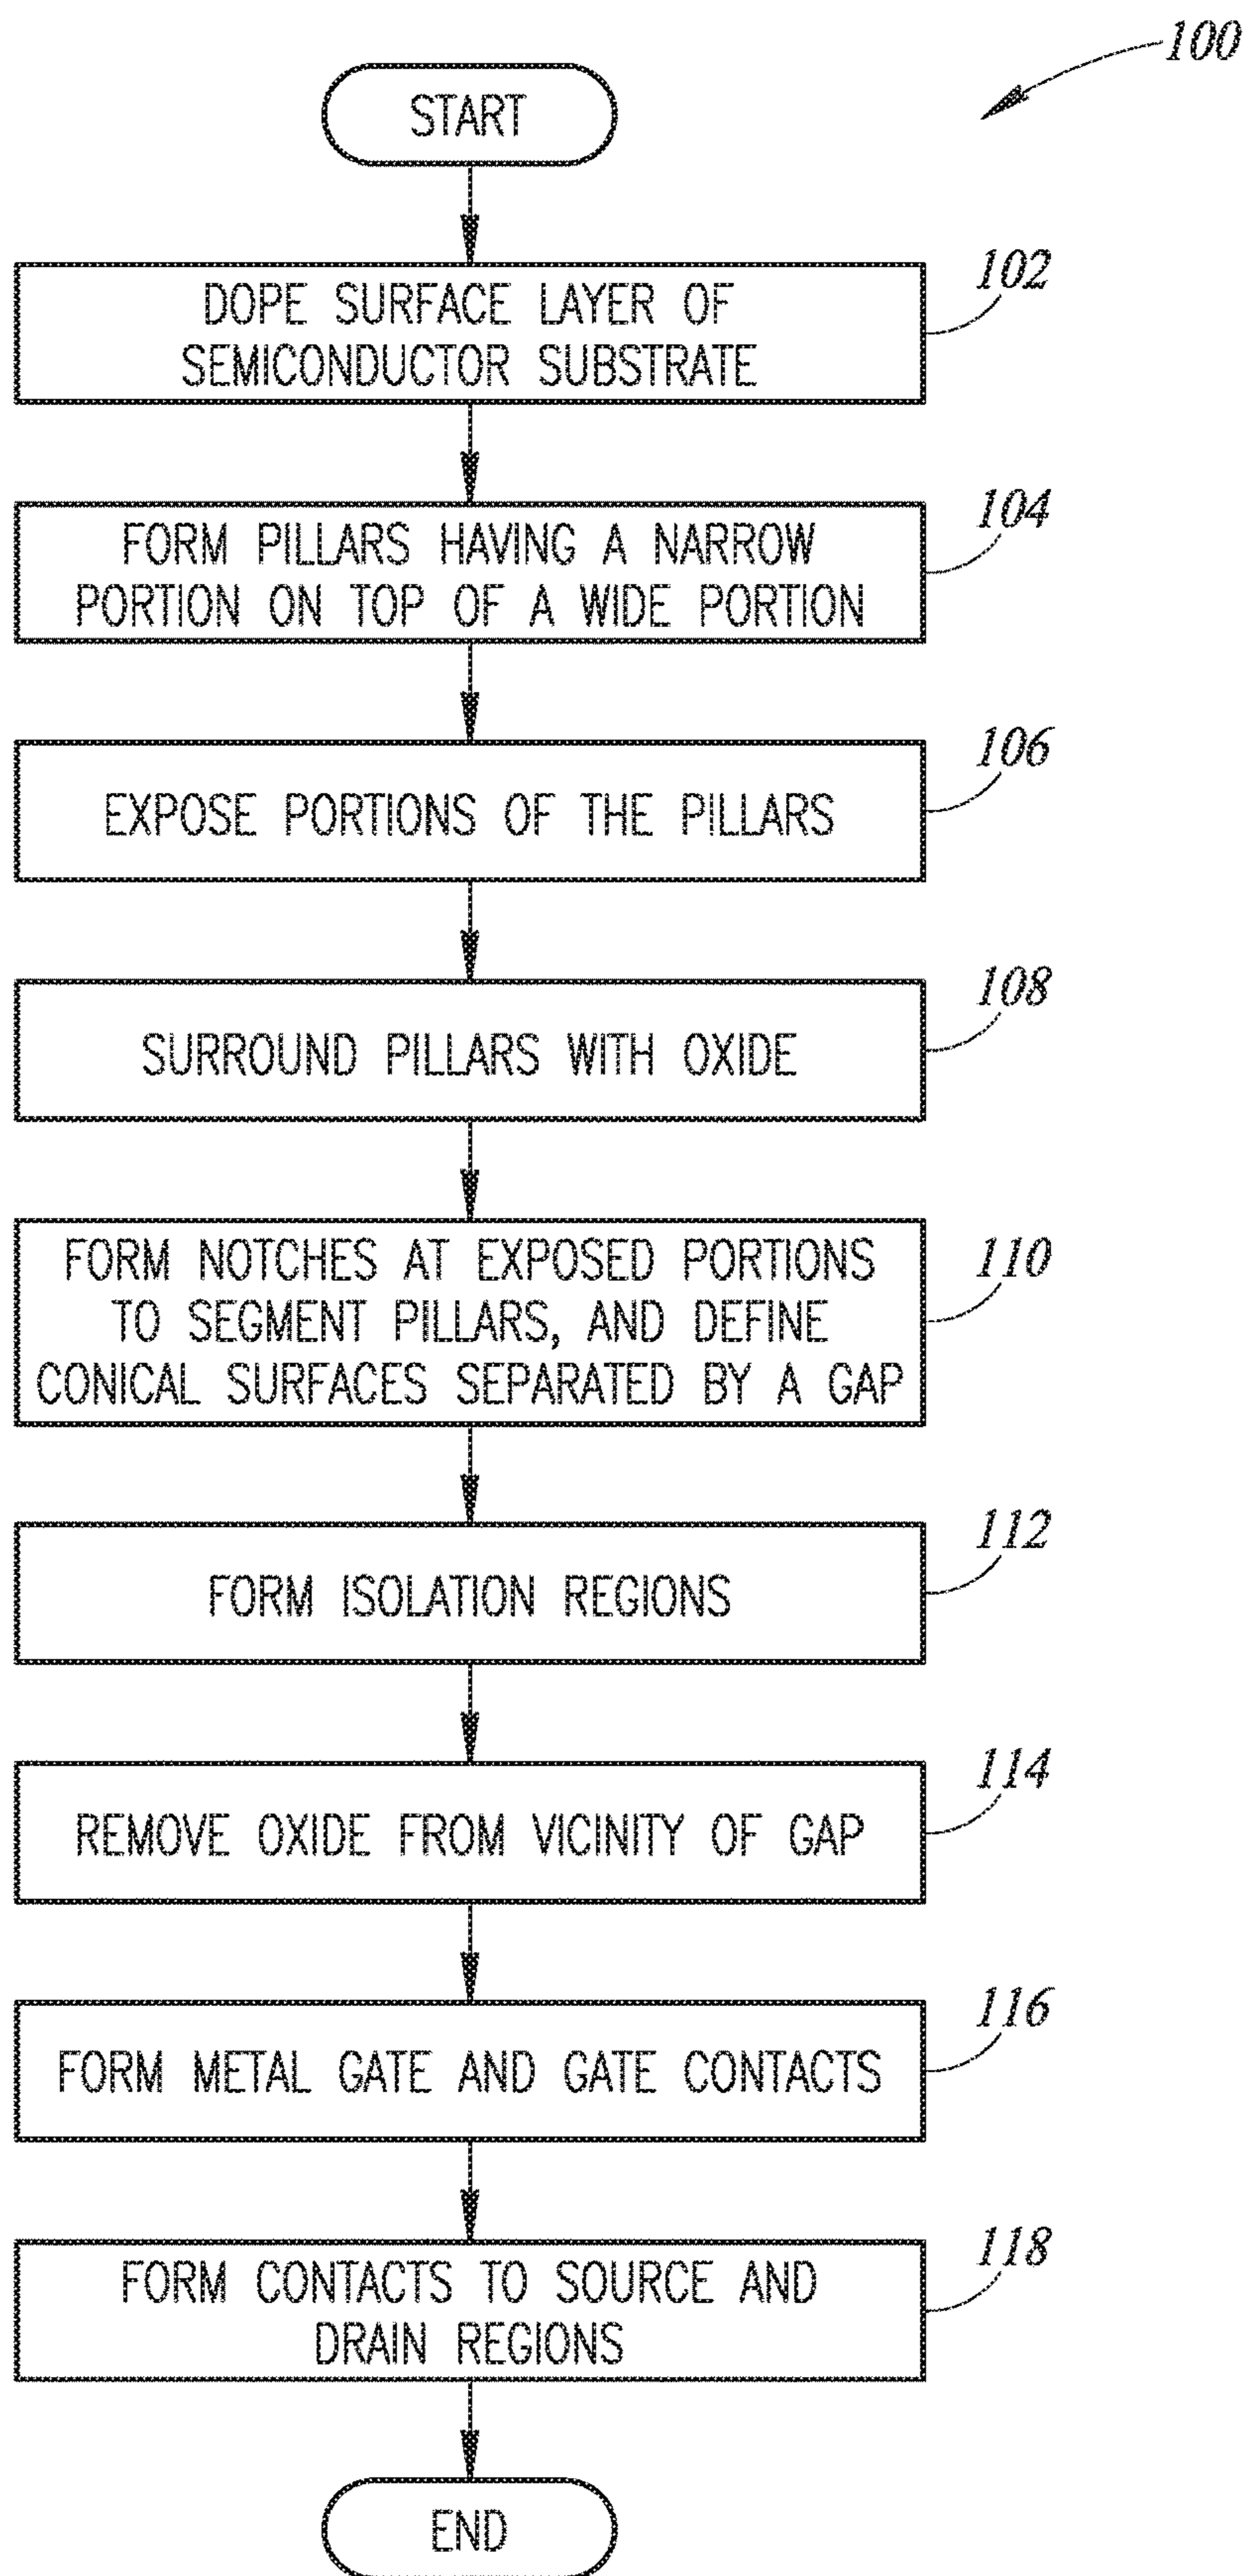 100
START
102
DOPE SURFACE LAYER OF
SEMICONDUCTOR SUBSTRATE
104
FORM PILLARS HAVING A NARROW
PORTION ON TOP OF A WIDE PORTION
106
EXPOSE PORTIONS OF THE PILLARS
108
SURROUND PILLARS WITH OXIDE
110
FORM NOTCHES AT EXPOSED PORTIONS
TO SEGMENT PILLARS, AND DEFINE
CONICAL SURFACES SEPARATED BY A GAP
112
FORM ISOLATION REGIONS
114
REMOVE OXIDE FROM VICINITY OF GAP
116
FORM METAL GATE AND GATE CONTACTS
118
FORM CONTACTS TO SOURCE AND
DRAIN REGIONS
END